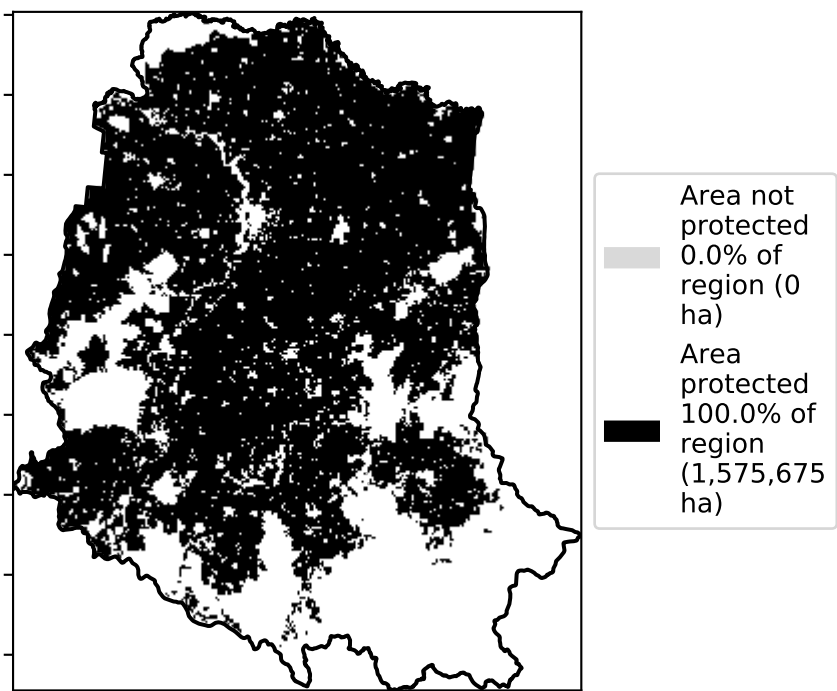 Area not
protected
0.0% of
region (0
ha)
Area
protected
100.0% of
region
(1,575,675
ha)